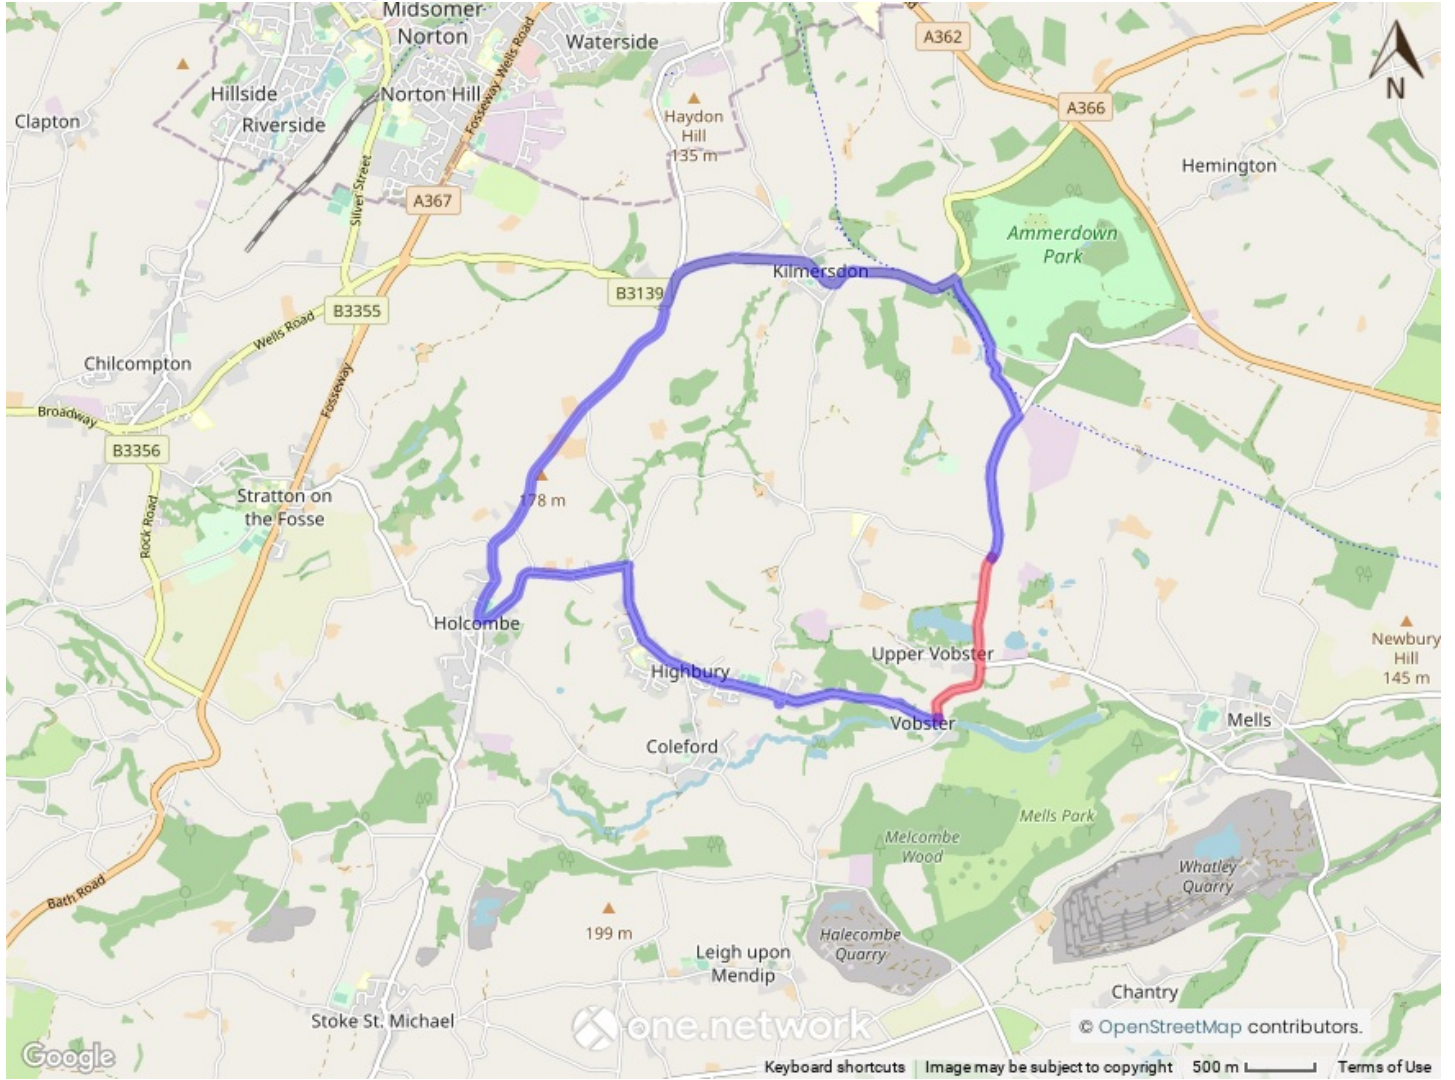 Midsomer
Norton
Waterside
A362
N
Fosseway Wells Road
Hillside
Norton Hill
A366
Clapton
Riverside
Haydon
Hill
135 m
Hemington
Silver Street
A367
Ammerdown
Park
Kilmersdon
B3139
B3355
Wells Road
Chilcompton
Fosseway
Broadway
B3356
Stratton on
the Fosse
178 m
Rock Road
Holcombe
Newbury
Hill
145 m
Upper Vobster
Highbury
Vobster
Mells
Coleford
Mells Park
Melcombe
Wood
Whatley
Quarry
Bath Road
199 m
Halecombe
Quarry
Leigh upon
Mendip
Chantry
Stoke St. Michael
one.network
© OpenStreetMap contributors.
Google
Keyboard shortcuts Image may be subject to copyright 500 m Terms of Use